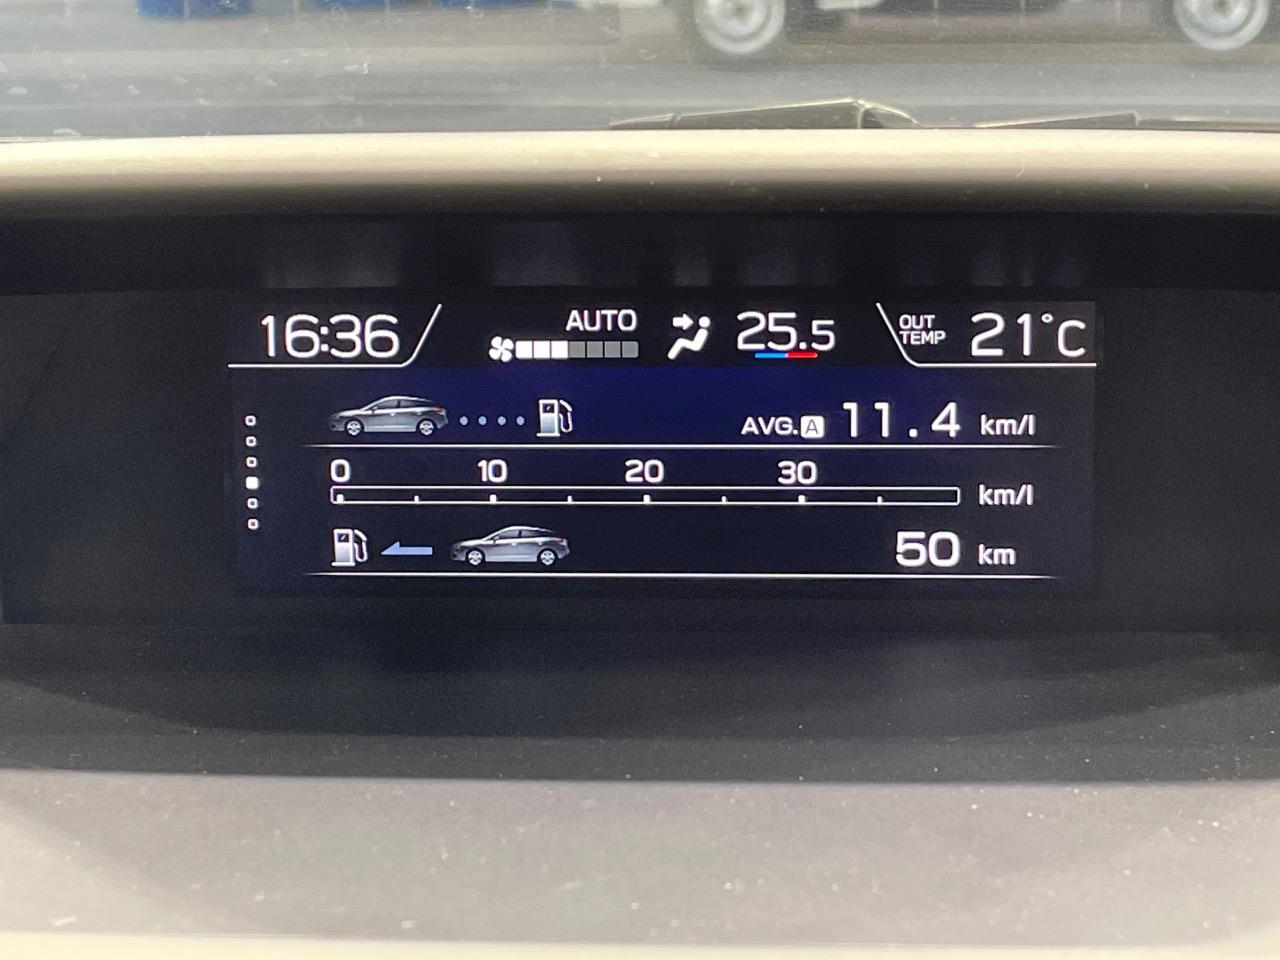 16:36 AUTO 25.5 OUT TEMP 21°C
AVG. A 11.4 km/l
0 10 20 30
km/l
50 km